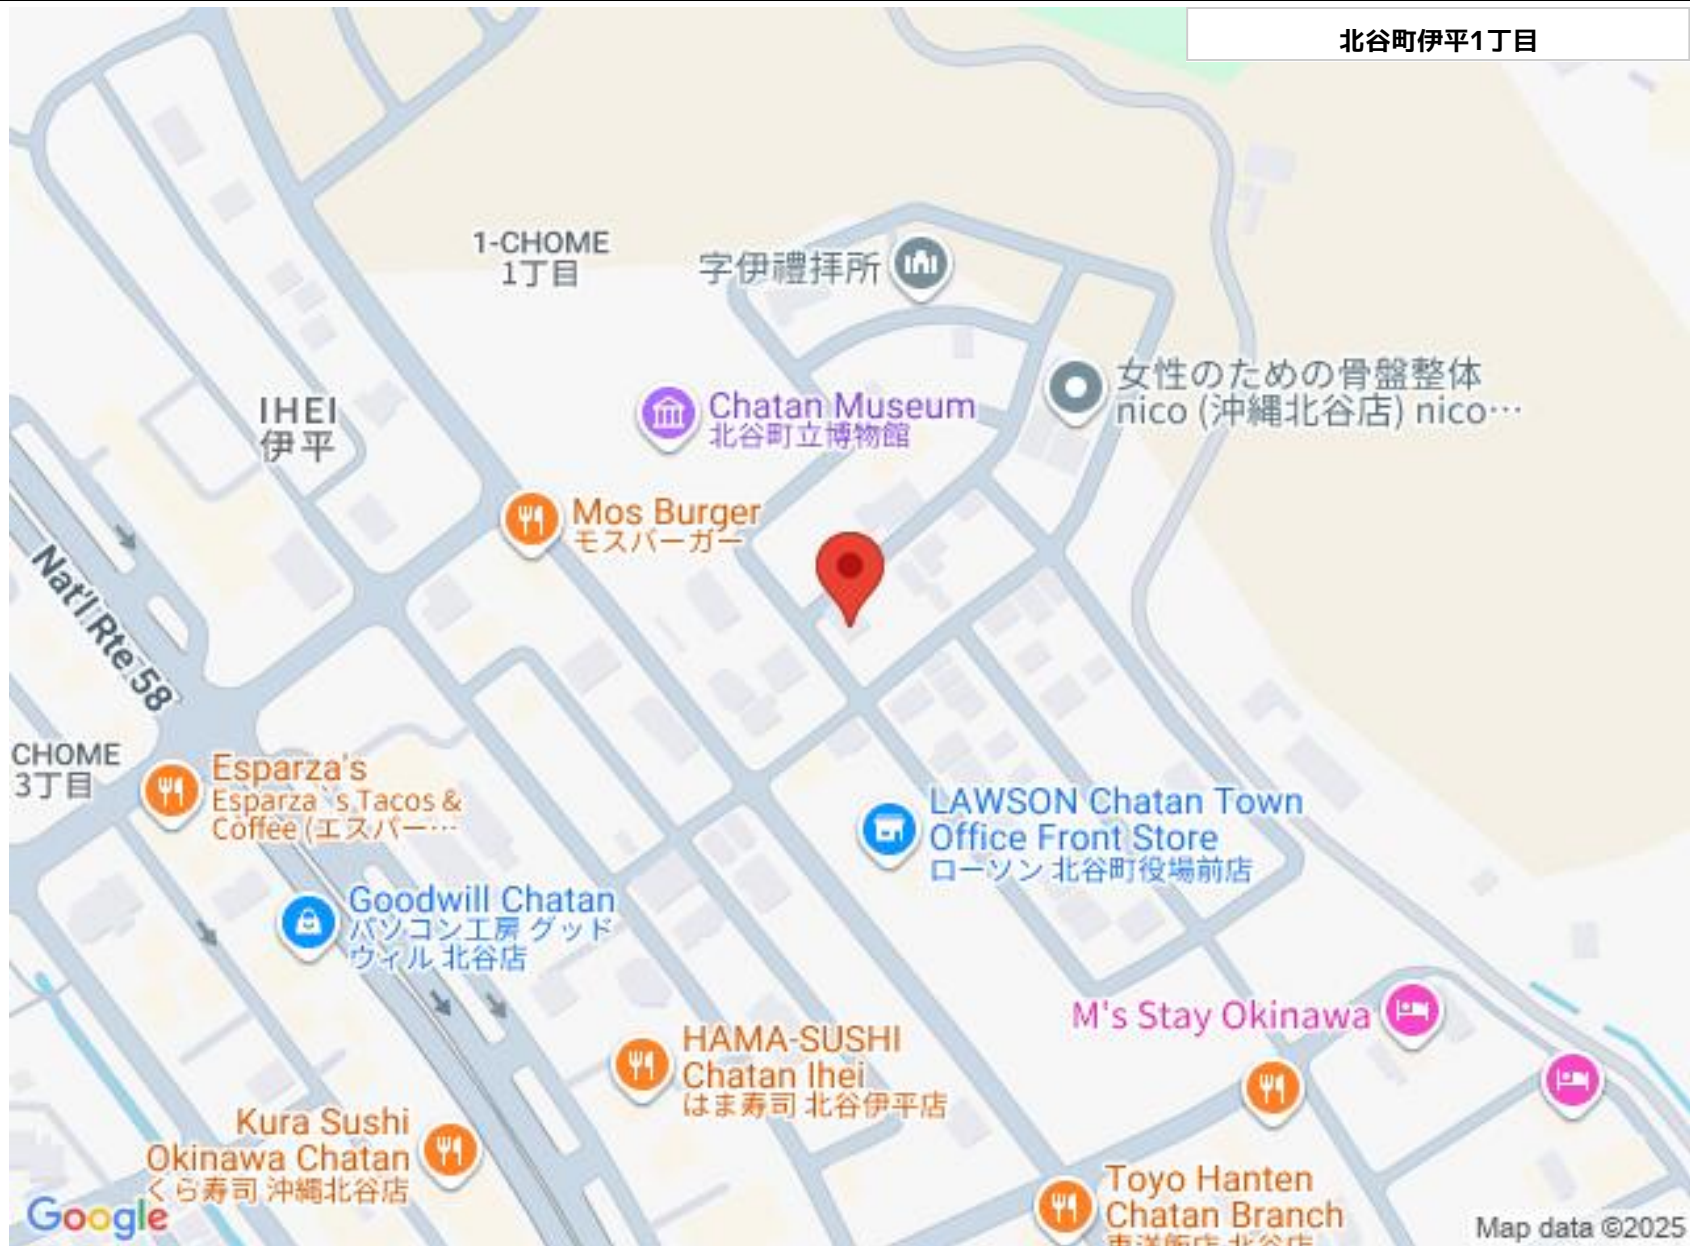 北谷町伊平1丁目
1-CHOME
1丁目
字伊禮拝所
女性のための骨盤整体
nico (沖縄北谷店) nico…
Chatan Museum
北谷町立博物館
IHEI
伊平
Mos Burger
モスバーガー
Nat'l Rte 58
CHOME
3丁目
Esparza's
Esparza`s Tacos &
Coffee (エスパー…
LAWSON Chatan Town
Office Front Store
ローソン 北谷町役場前店
Goodwill Chatan
パソコン工房 グッド
ウィル 北谷店
M's Stay Okinawa
HAMA-SUSHI
Chatan Ihei
はま寿司 北谷伊平店
Kura Sushi
Okinawa Chatan
くら寿司 沖縄北谷店
Toyo Hanten
Chatan Branch
東洋飯店 北谷店
Google
Map data ©2025